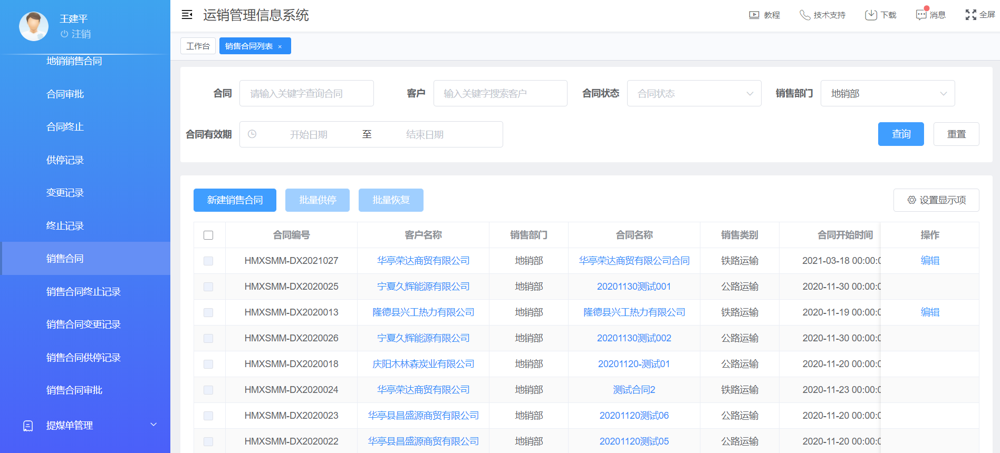 王建平
注销
地销销售合同
合同审批
合同终止
供停记录
变更记录
终止记录
销售合同
销售合同终止记录
销售合同变更记录
销售合同供停记录
销售合同审批
提煤单管理
运销管理信息系统
教程 技术支持 下载 消息 全屏
工作台 销售合同列表 ×
合同 请输入关键字查询合同 客户 输入关键字搜索客户 合同状态 合同状态 销售部门 地销部
合同有效期 开始日期 至 结束日期 查询 重置
新建销售合同 批量供停 批量恢复 设置显示项
合同编号 客户名称 销售部门 合同名称 销售类别 合同开始时间 操作
HMXSMM-DX2021027 华亭荣达商贸有限公司 地销部 华亭荣达商贸有限公司合同 铁路运输 2021-03-18 00:00:0 编辑
HMXSMM-DX2020025 宁夏久辉能源有限公司 地销部 20201130测试001 公路运输 2020-11-30 00:00:0
HMXSMM-DX2020013 隆德县兴工热力有限公司 地销部 隆德县兴工热力有限公司 铁路运输 2020-11-19 00:00:0 编辑
HMXSMM-DX2020026 宁夏久辉能源有限公司 地销部 20201130测试002 公路运输 2020-11-30 00:00:0
HMXSMM-DX2020018 庆阳木林森炭业有限公司 地销部 20201120-测试01 公路运输 2020-11-20 00:00:0
HMXSMM-DX2020024 华亭荣达商贸有限公司 地销部 测试合同2 铁路运输 2020-11-23 00:00:0
HMXSMM-DX2020023 华亭县昌盛源商贸有限公司 地销部 20201120测试06 公路运输 2020-11-20 00:00:0
HMXSMM-DX2020022 华亭县昌盛源商贸有限公司 地销部 20201120测试05 公路运输 2020-11-20 00:00:0